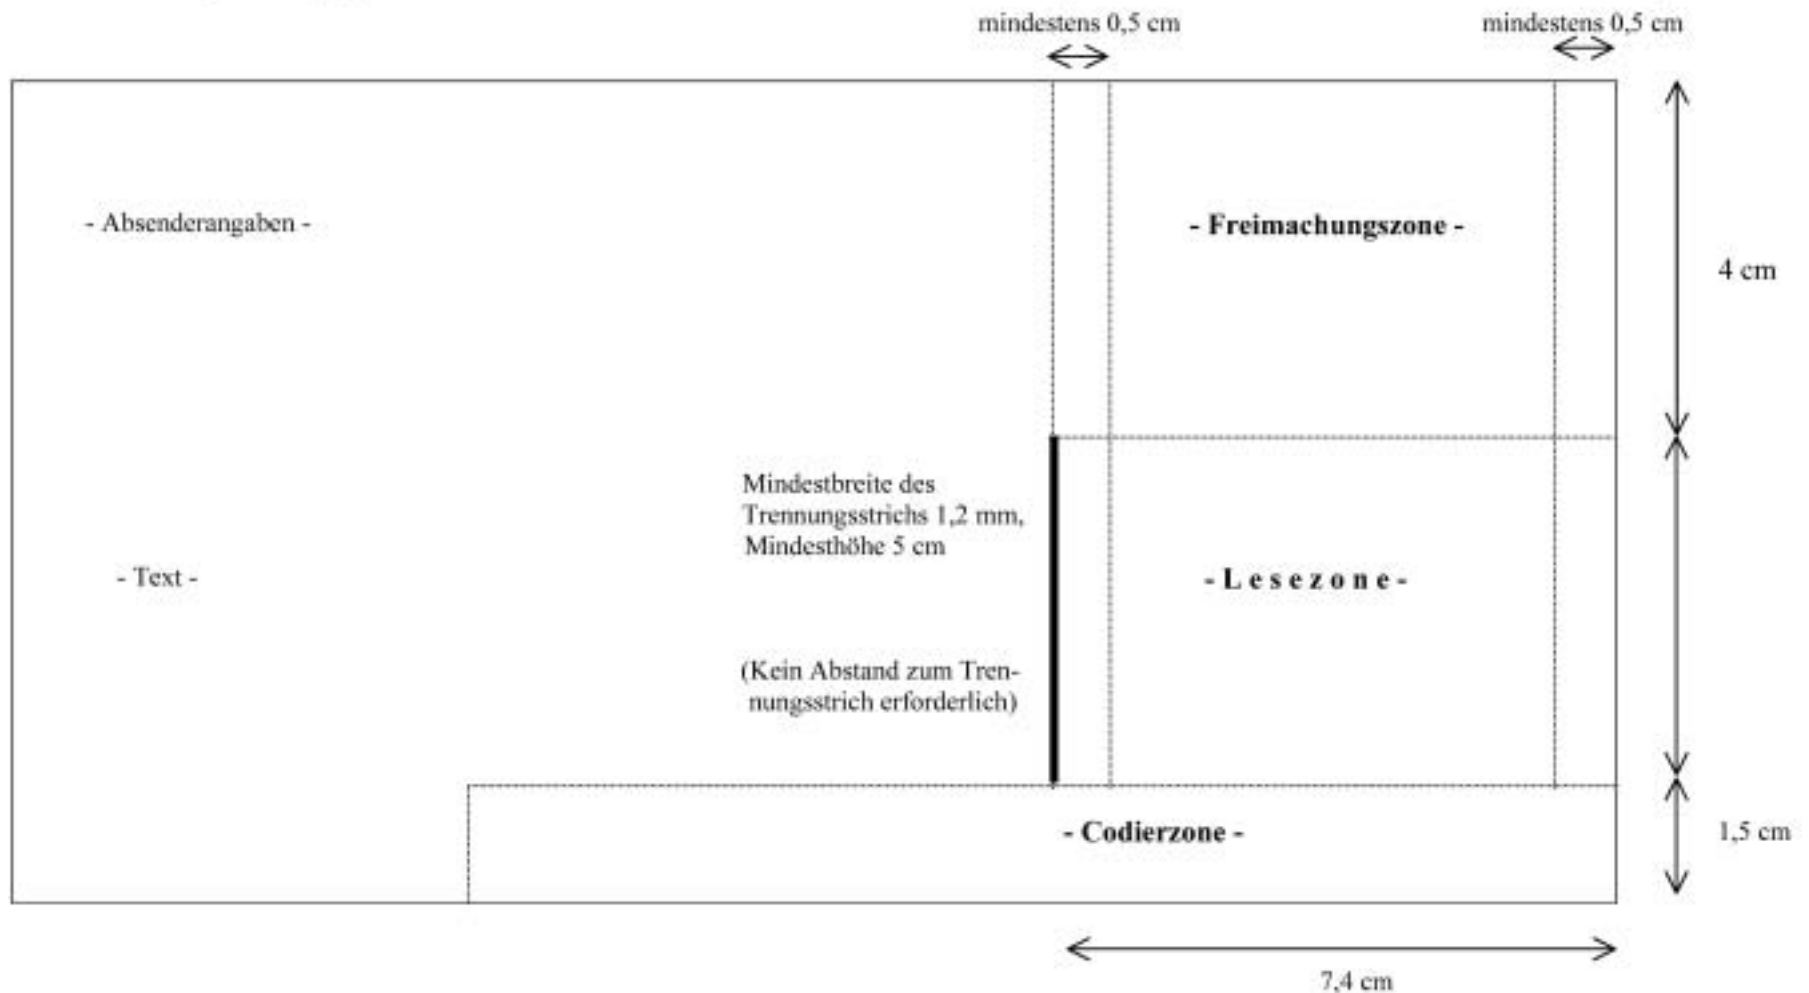 mindestens 0,5 cm
mindestens 0,5 cm
- Absenderangaben -
- Freimachungszone -
4 cm
Mindestbreite des
Trennungsstrichs 1,2 mm,
Mindesthöhe 5 cm
- Text -
- L e s e z o n e -
(Kein Abstand zum Tren-
nungsstrich erforderlich)
- Codierzone -
1,5 cm
7,4 cm